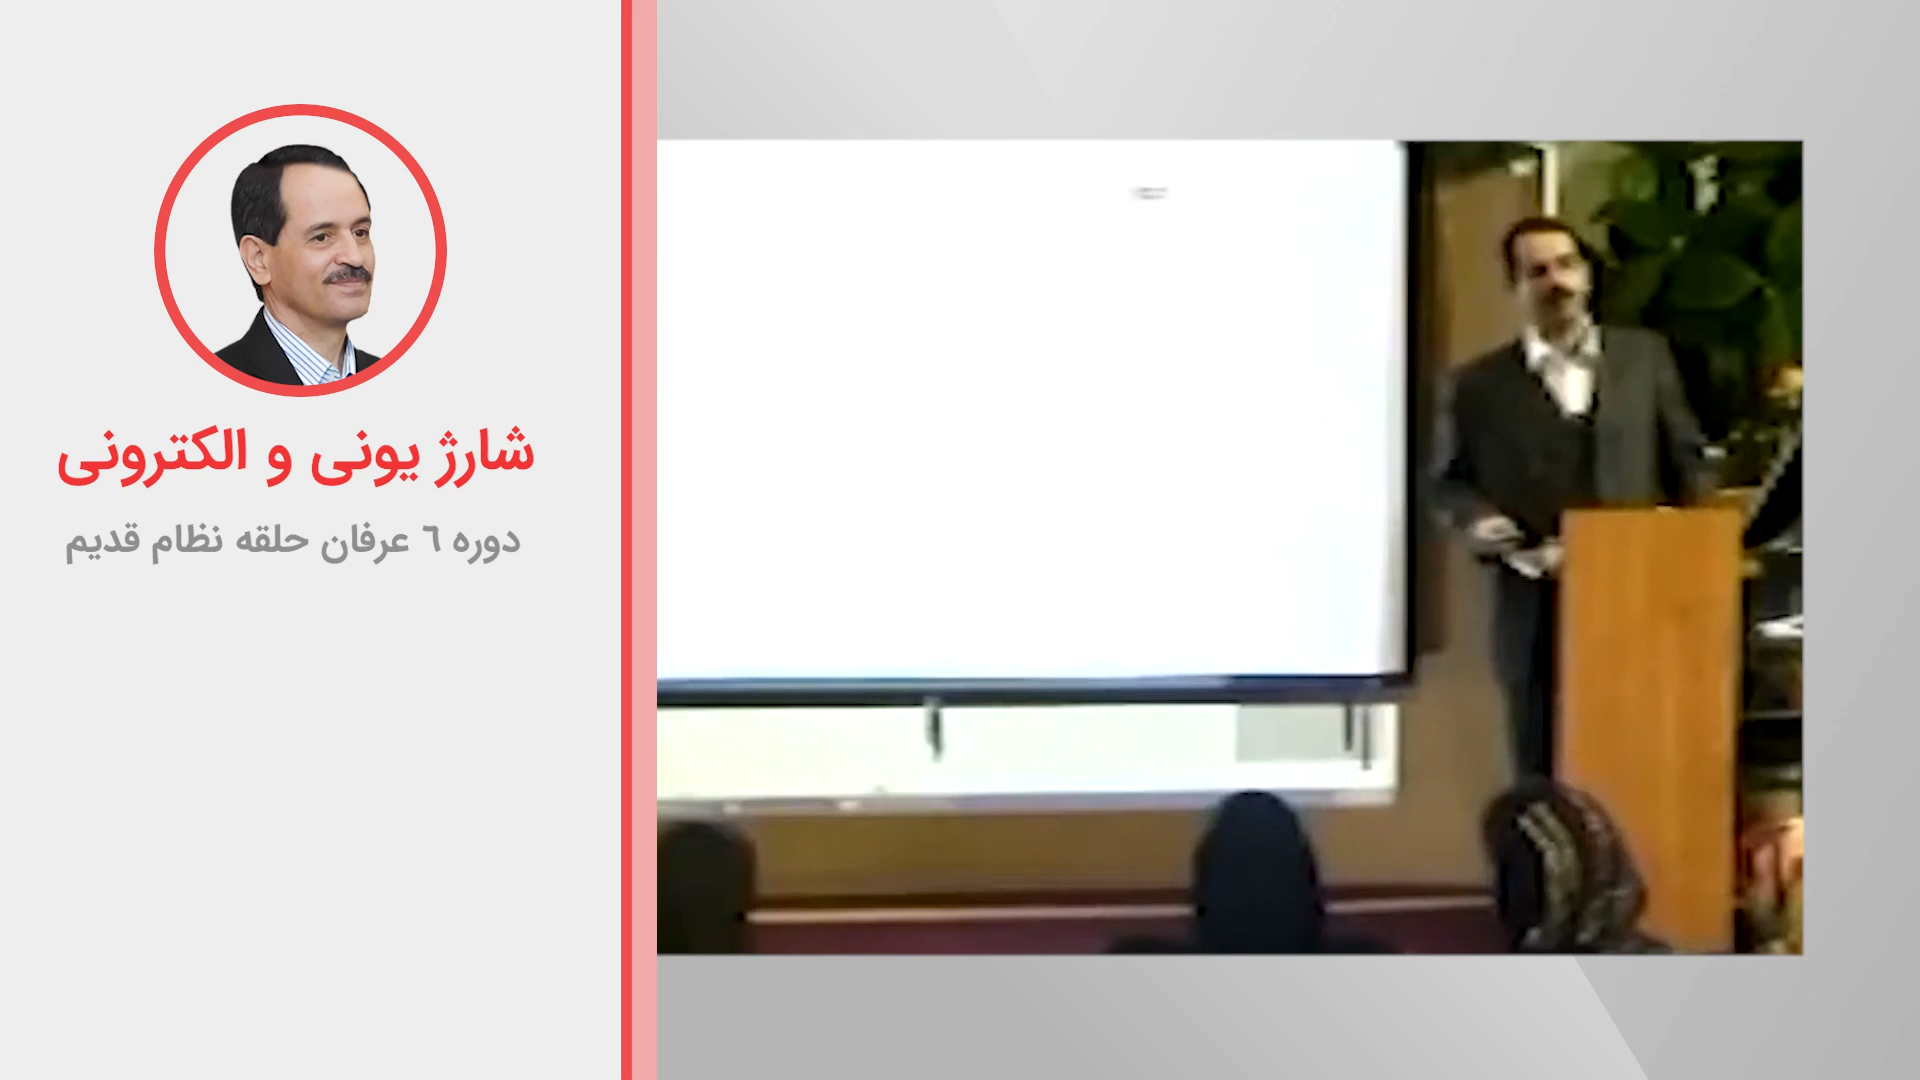 شارژ یونی و الکترونی
دوره ٦ عرفان حلقه نظام قدیم